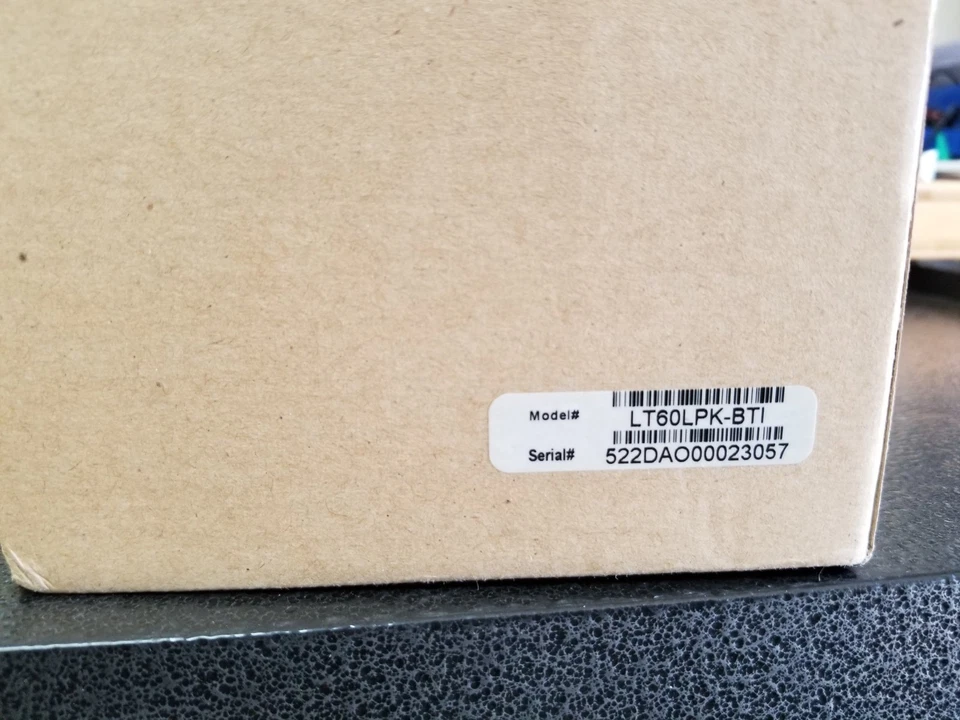 Model# LT60LPK-BTI
Serial# 522DAO00023057